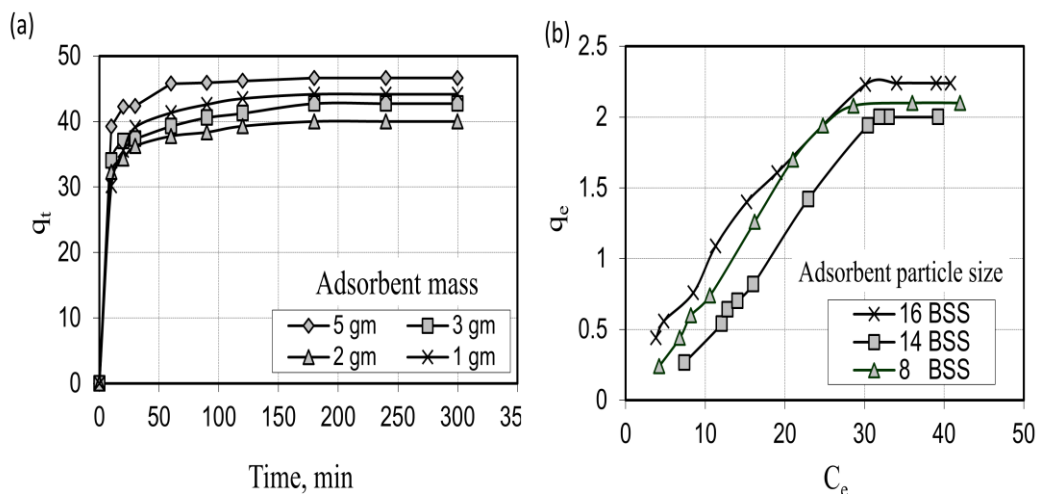 (a)
50
40
30
20
10
0
q_t
0 50 100 150 200 250 300 35
Time, min
Adsorbent mass
5 gm 3 gm
2 gm 1 gm
(b)
q_e
2.5
2
1.5
1
0.5
0
0 10 20 30 40 50
C_e
Adsorbent particle size
16 BSS
14 BSS
8 BSS